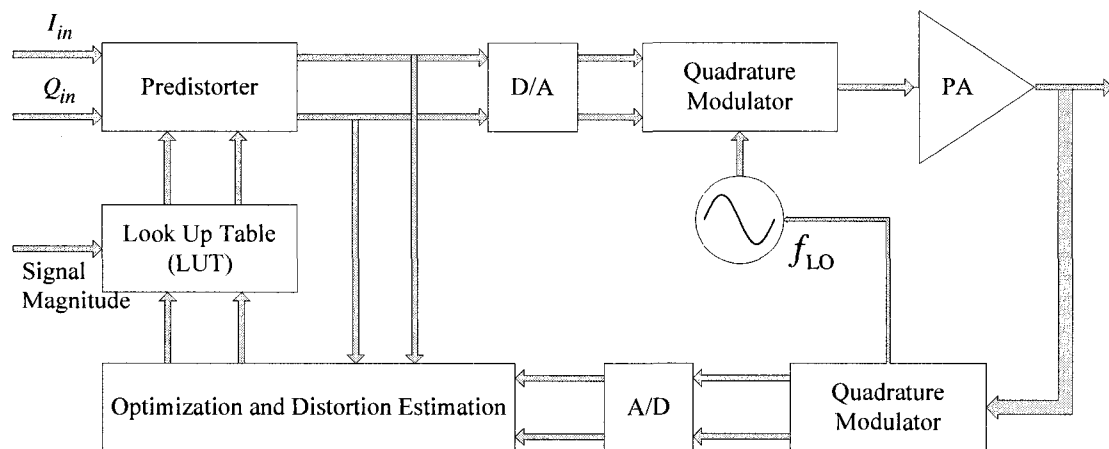 I_in
Q_in
Predistorter
D/A
Quadrature
Modulator
PA
Look Up Table
(LUT)
Signal
Magnitude
f_LO
Optimization and Distortion Estimation
A/D
Quadrature
Modulator